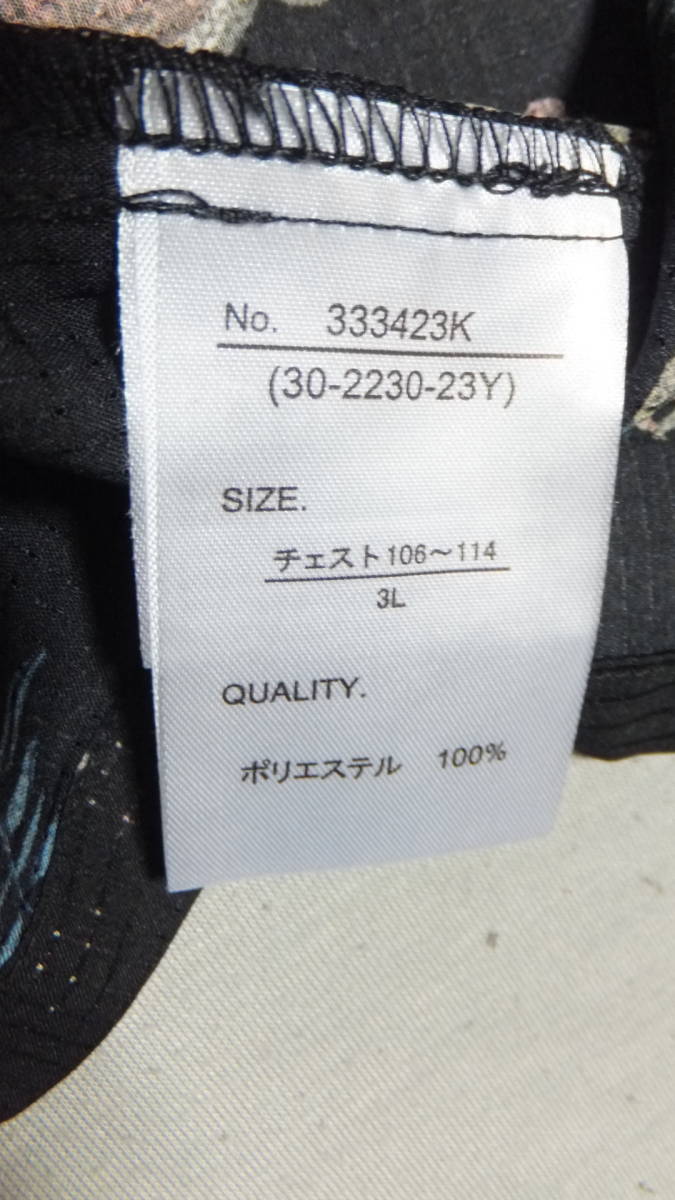 No. 333423K
(30-2230-23Y)
SIZE.
チェスト106〜114
3L
QUALITY.
ポリエステル 100%